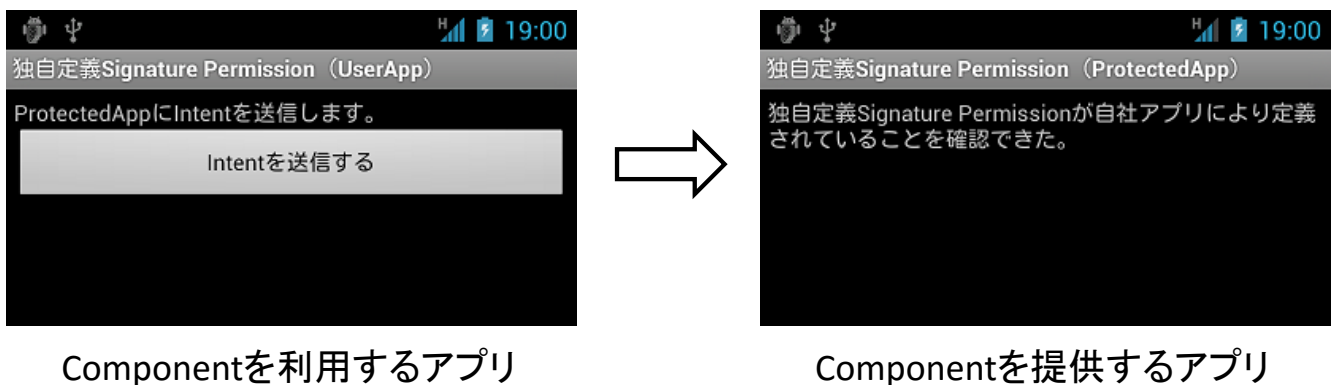 H 19:00
独自定義Signature Permission（UserApp）
ProtectedAppにIntentを送信します。
Intentを送信する
Componentを利用するアプリ
H 19:00
独自定義Signature Permission（ProtectedApp）
独自定義Signature Permissionが自社アプリにより定義
されていることを確認できた。
Componentを提供するアプリ